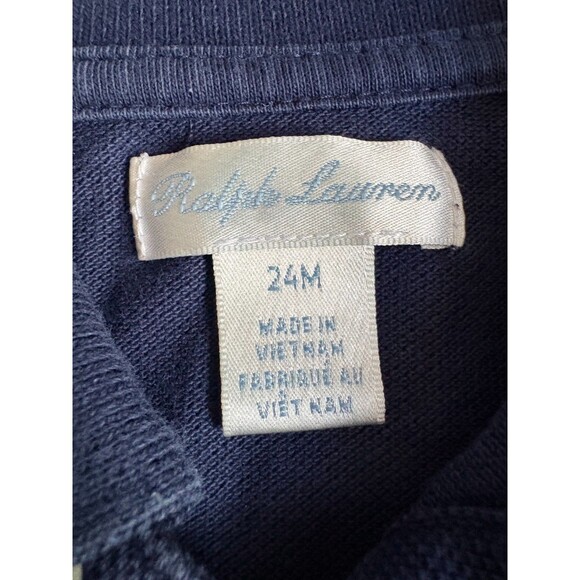 Ralph Lauren
24M
MADE IN
VIETNAM
FABRIQUÉ AU
VIÊT NAM